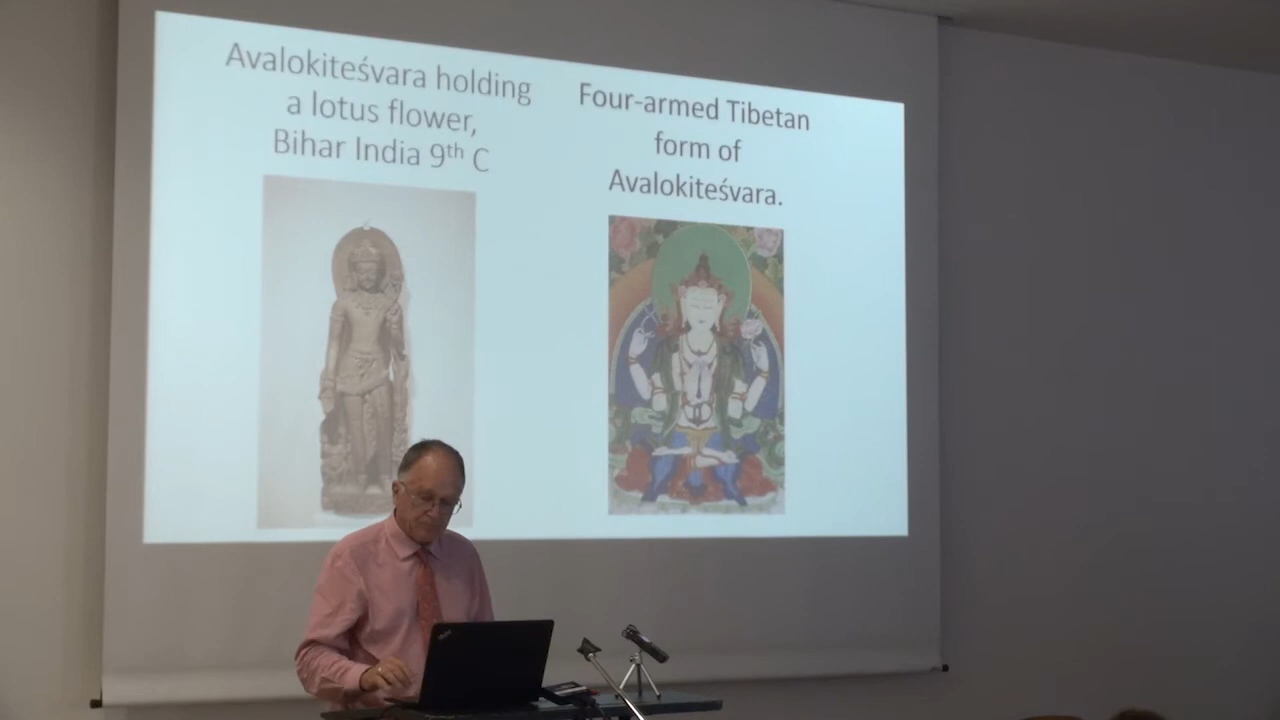 Avalokiteśvara holding
a lotus flower,
Bihar India 9th C
Four-armed Tibetan
form of
Avalokiteśvara.